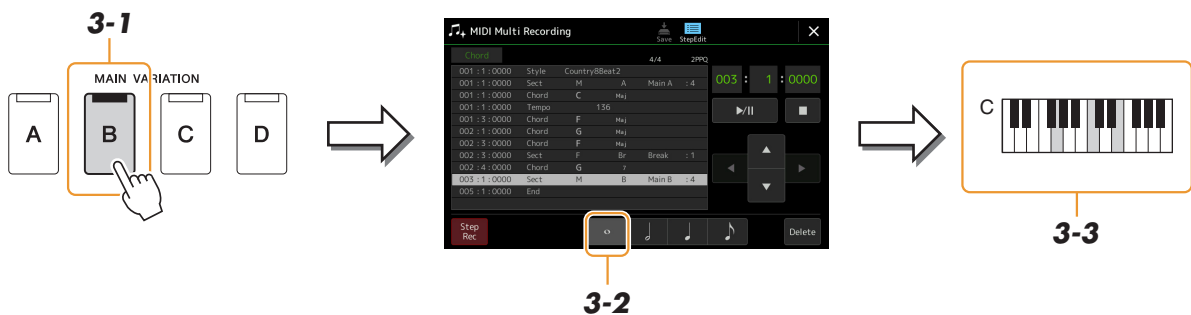 3-1
MAIN VARIATION
A B C D
MIDI Multi Recording Save StepEdit
Chord 4/4 2PPQ
001 : 1 : 0000 Style Country8Beat2
001 : 1 : 0000 Sect M A Main A : 4
001 : 1 : 0000 Chord C Maj
001 : 1 : 0000 Tempo 136
001 : 3 : 0000 Chord F Maj
002 : 1 : 0000 Chord G Maj
002 : 3 : 0000 Chord F Maj
002 : 3 : 0000 Sect F Br Break : 1
002 : 4 : 0000 Chord G 7
003 : 1 : 0000 Sect M B Main B : 4
005 : 1 : 0000 End
003 : 1 : 0000
Step
Rec
Delete
3-2
C
3-3